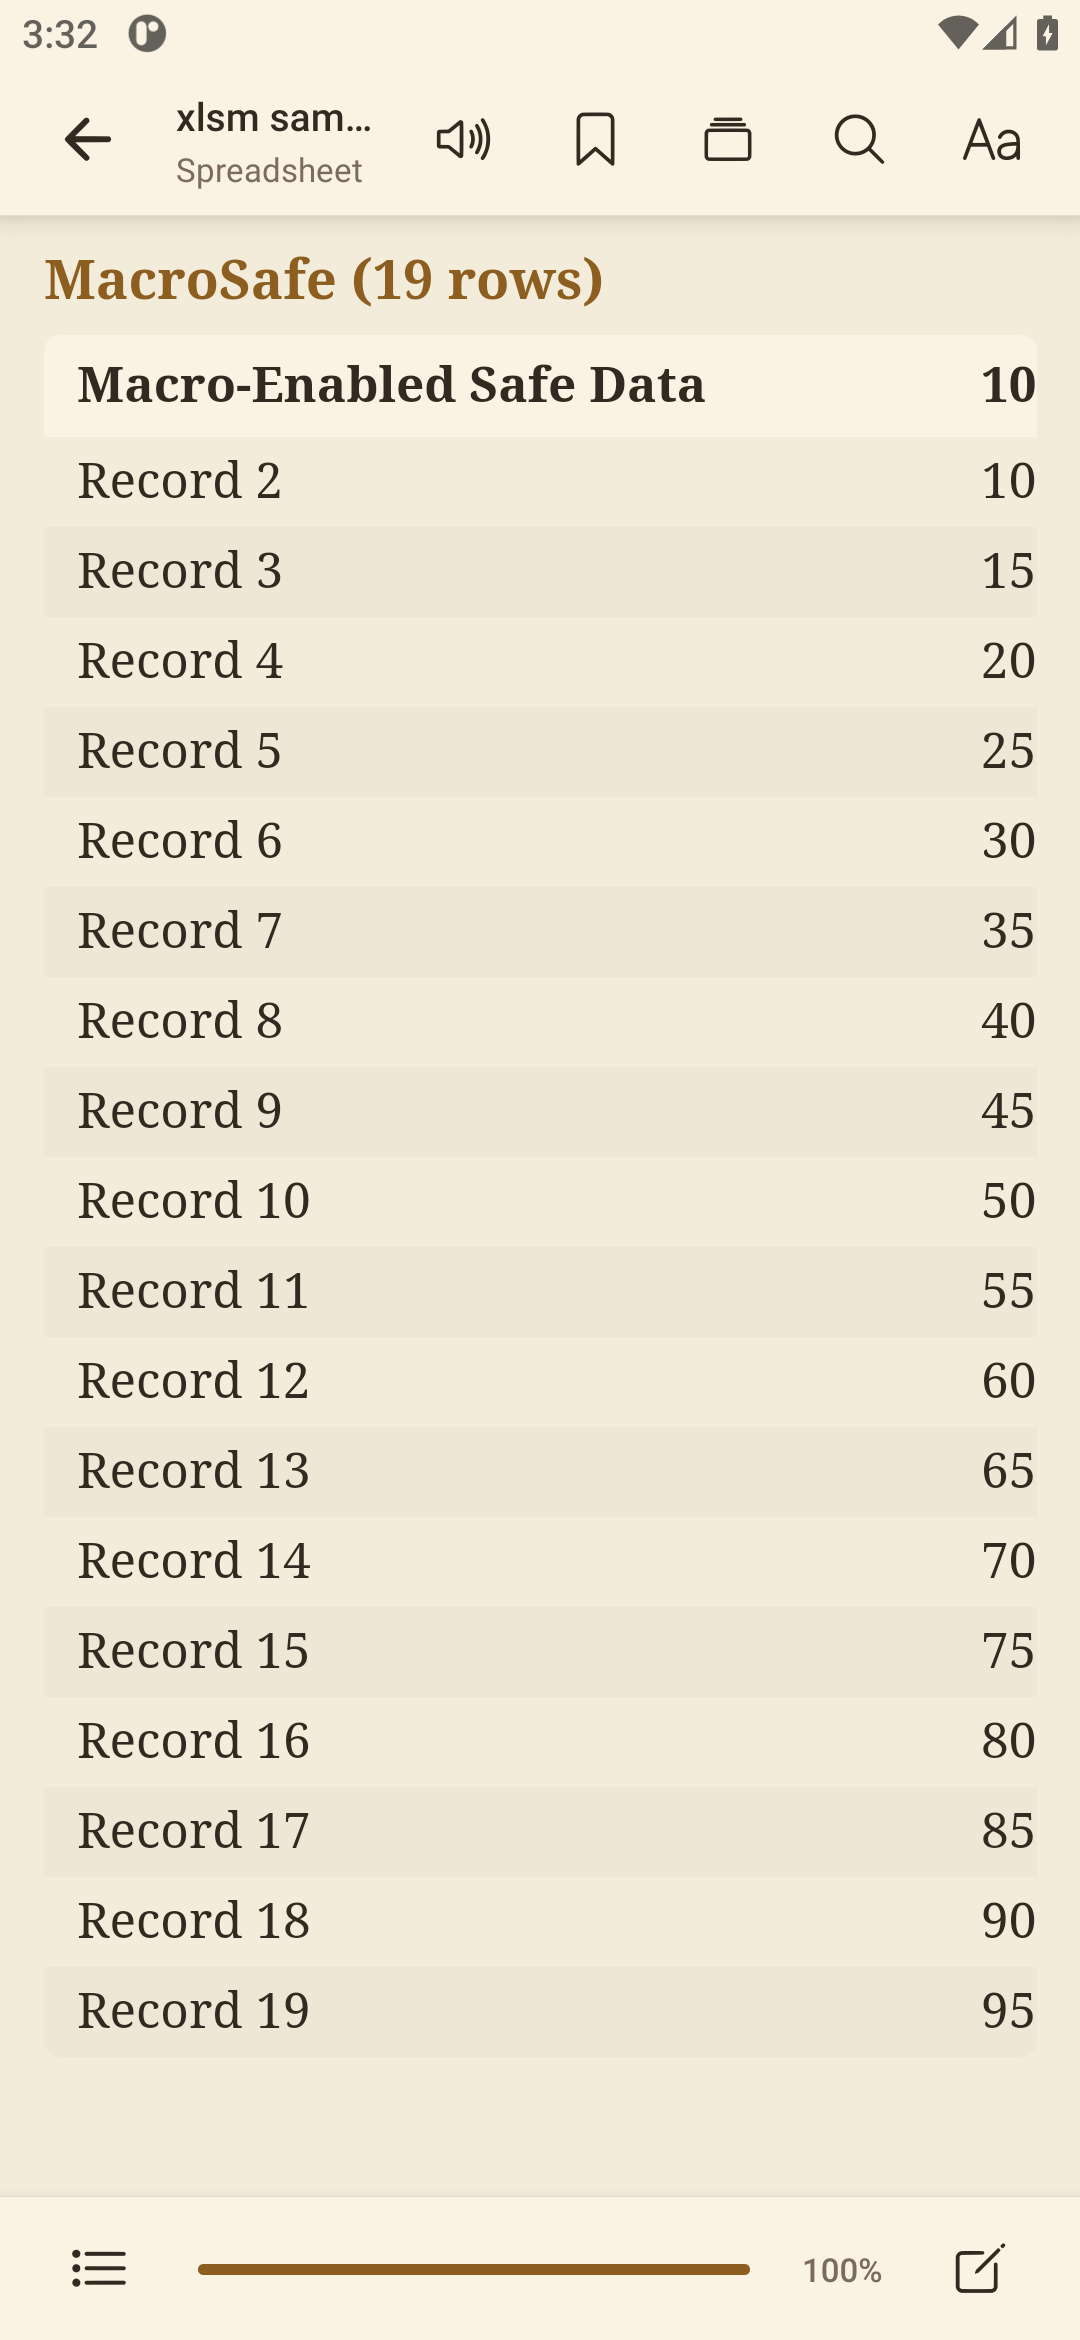 3:32
xlsm sam...
Spreadsheet
Aa
MacroSafe (19 rows)
Macro-Enabled Safe Data 10
Record 2 10
Record 3 15
Record 4 20
Record 5 25
Record 6 30
Record 7 35
Record 8 40
Record 9 45
Record 10 50
Record 11 55
Record 12 60
Record 13 65
Record 14 70
Record 15 75
Record 16 80
Record 17 85
Record 18 90
Record 19 95
100%